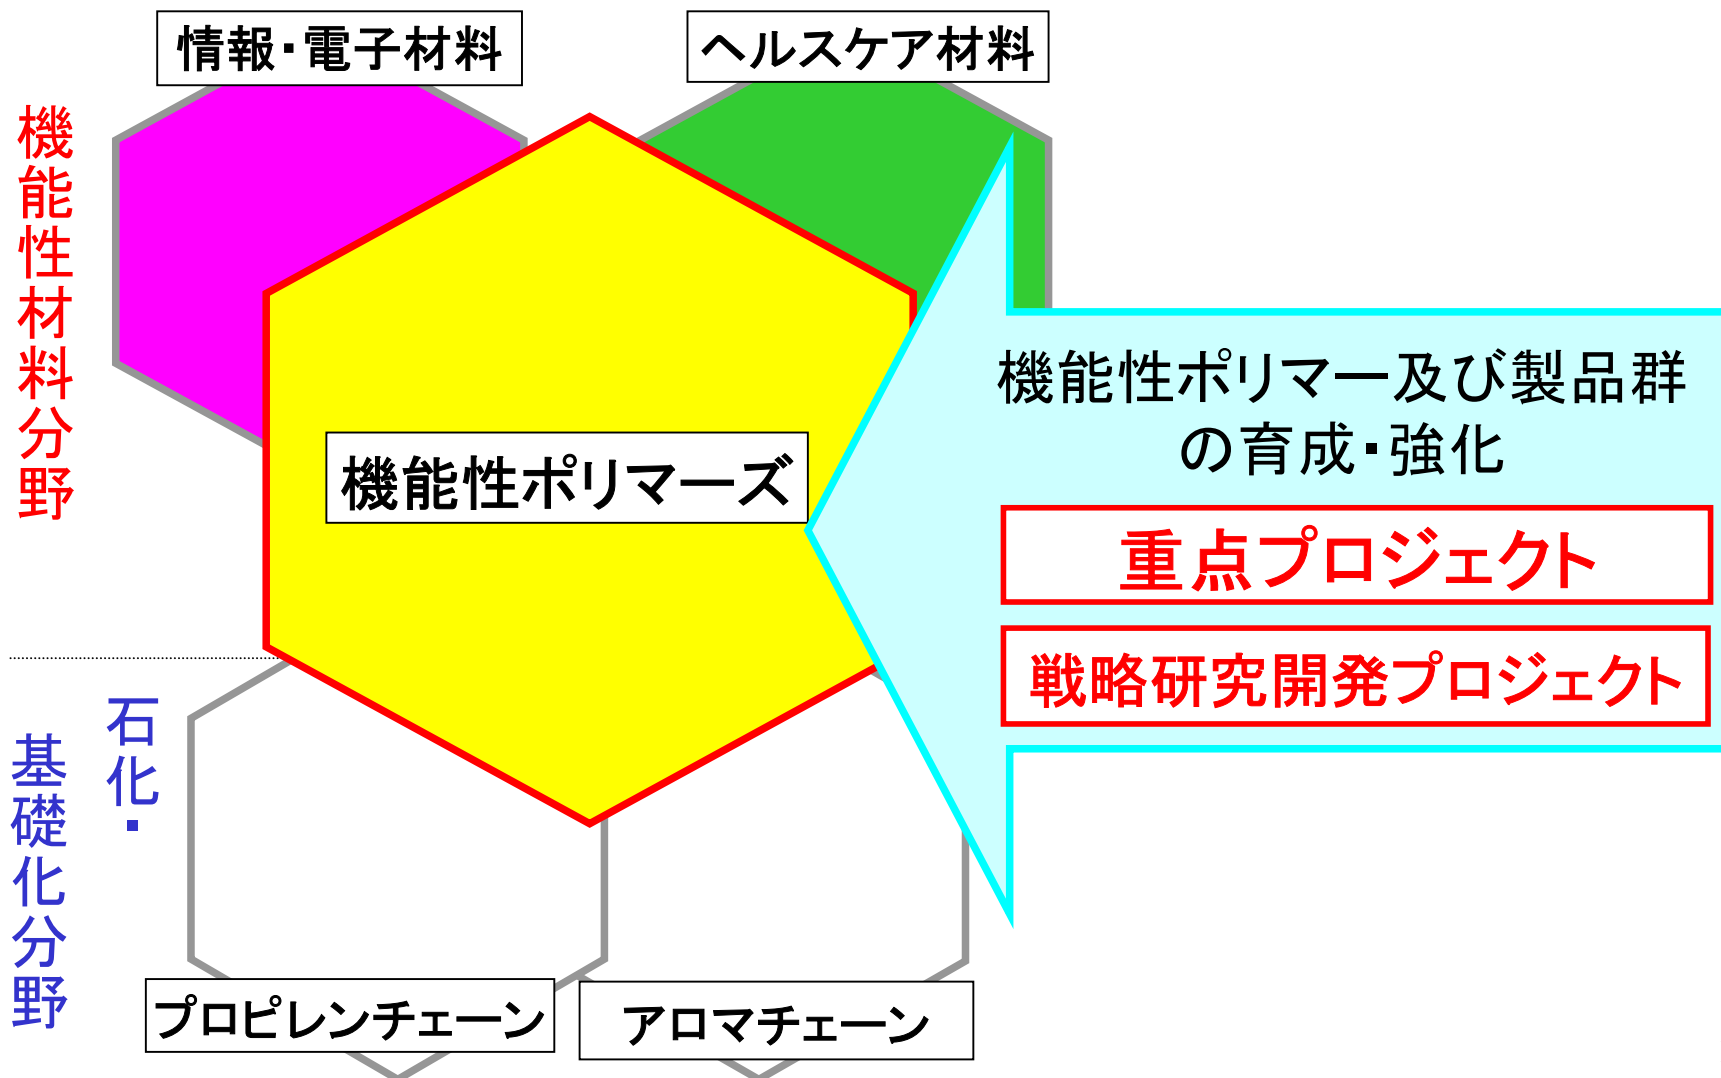 情報・電子材料
ヘルスケア材料
機能性材料分野
機能性ポリマーズ
機能性ポリマー及び製品群
の育成・強化
重点プロジェクト
戦略研究開発プロジェクト
石化・
基礎化分野
プロピレンチェーン
アロマチェーン